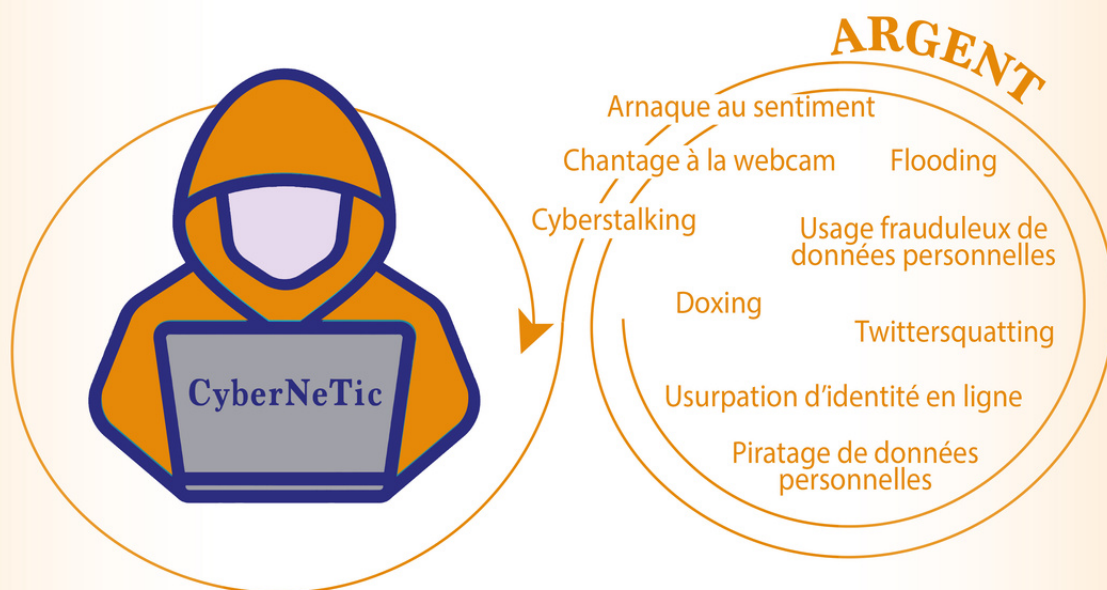 ARGENT
Arnaque au sentiment
Chantage à la webcam
Flooding
Cyberstalking
Usage frauduleux de
données personnelles
Doxing
Twittersquatting
CyberNeTic
Usurpation d'identité en ligne
Piratage de données
personnelles